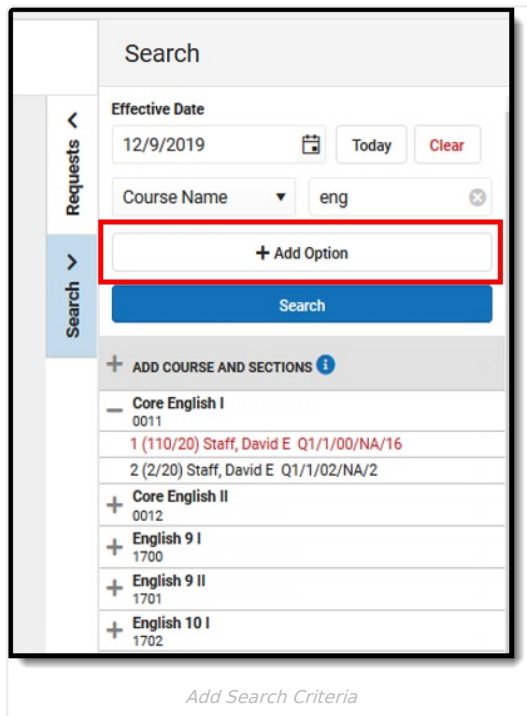 Search
Effective Date
12/9/2019 Today Clear
Course Name eng
+ Add Option
Search
Requests
Search
+ ADD COURSE AND SECTIONS i
Core English I
0011
1 (110/20) Staff, David E Q1/1/00/NA/16
2 (2/20) Staff, David E Q1/1/02/NA/2
Core English II
0012
English 9 I
1700
English 9 II
1701
English 10 I
1702
Add Search Criteria